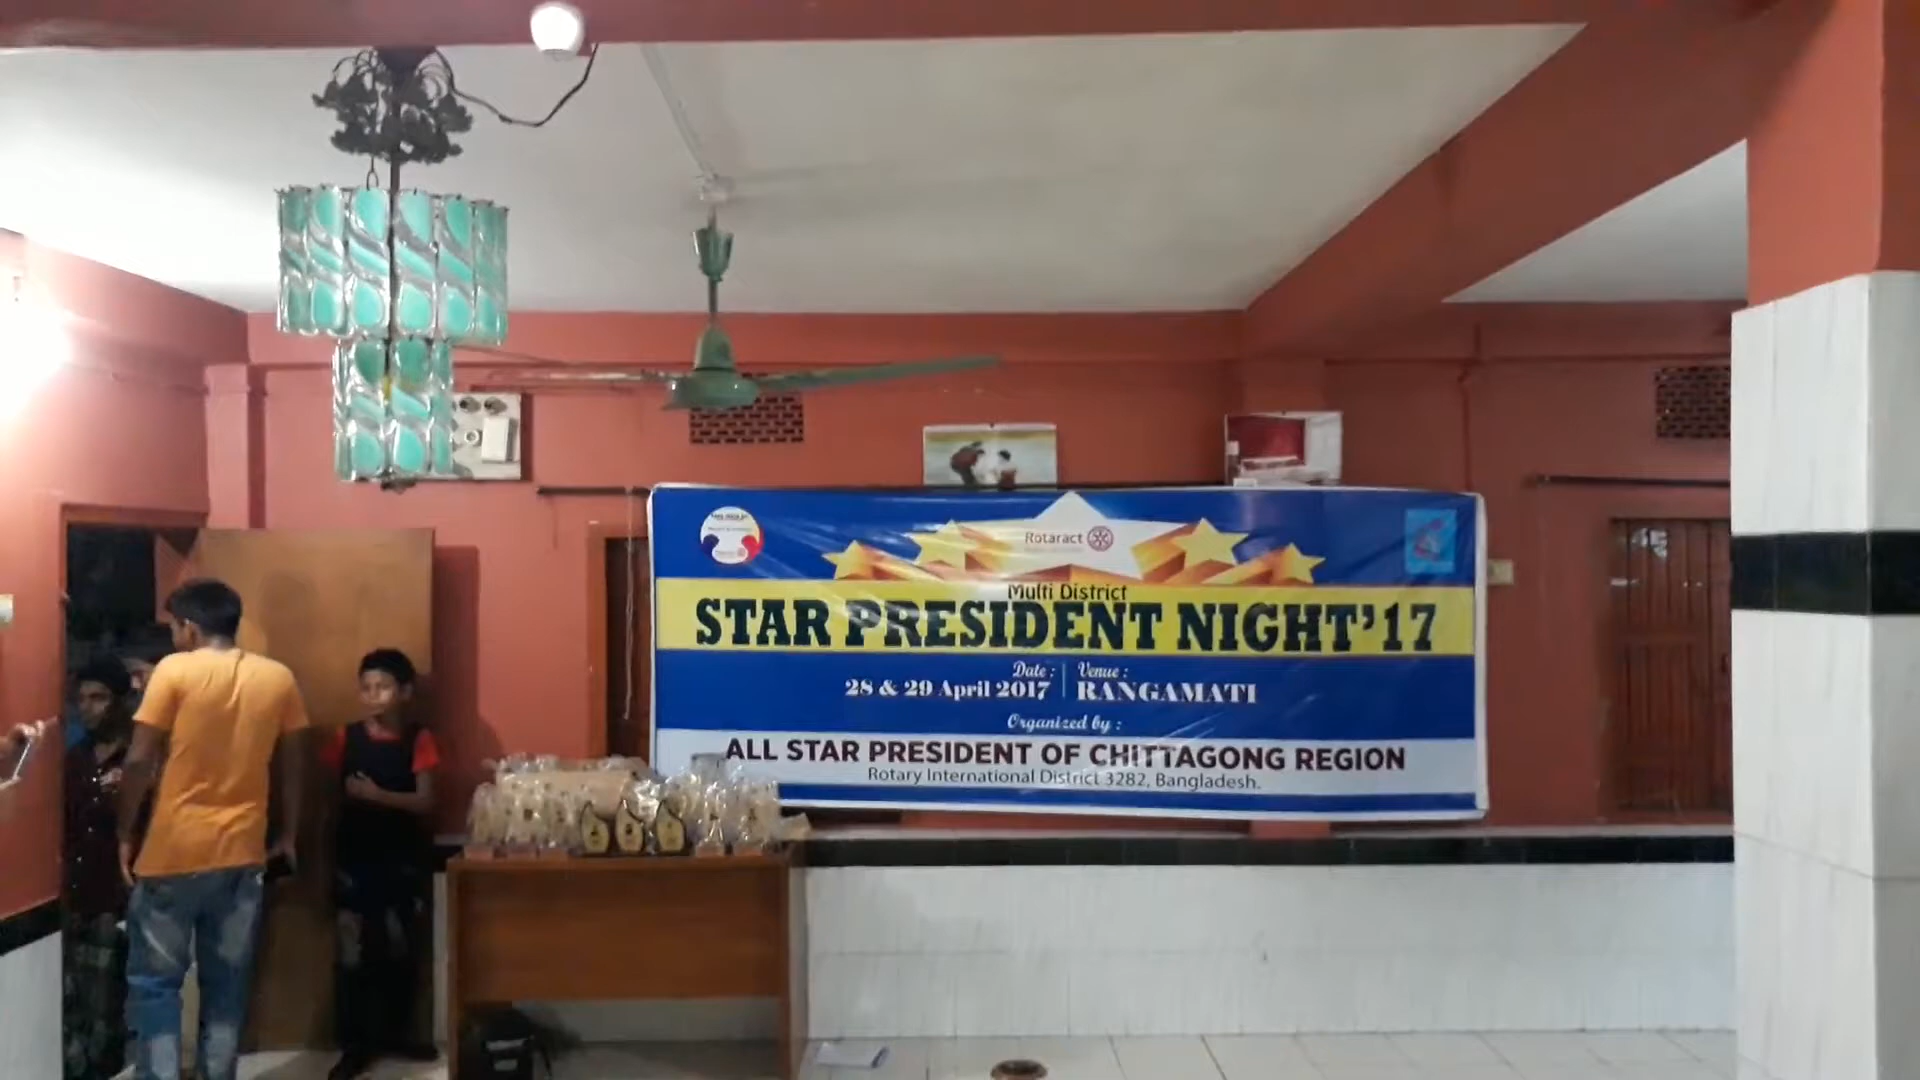 Rotaract
Multi District
STAR PRESIDENT NIGHT'17
Date :
28 & 29 April 2017
Venue :
RANGAMATI
Organized by :
ALL STAR PRESIDENT OF CHITTAGONG REGION
Rotary International District 3282, Bangladesh.